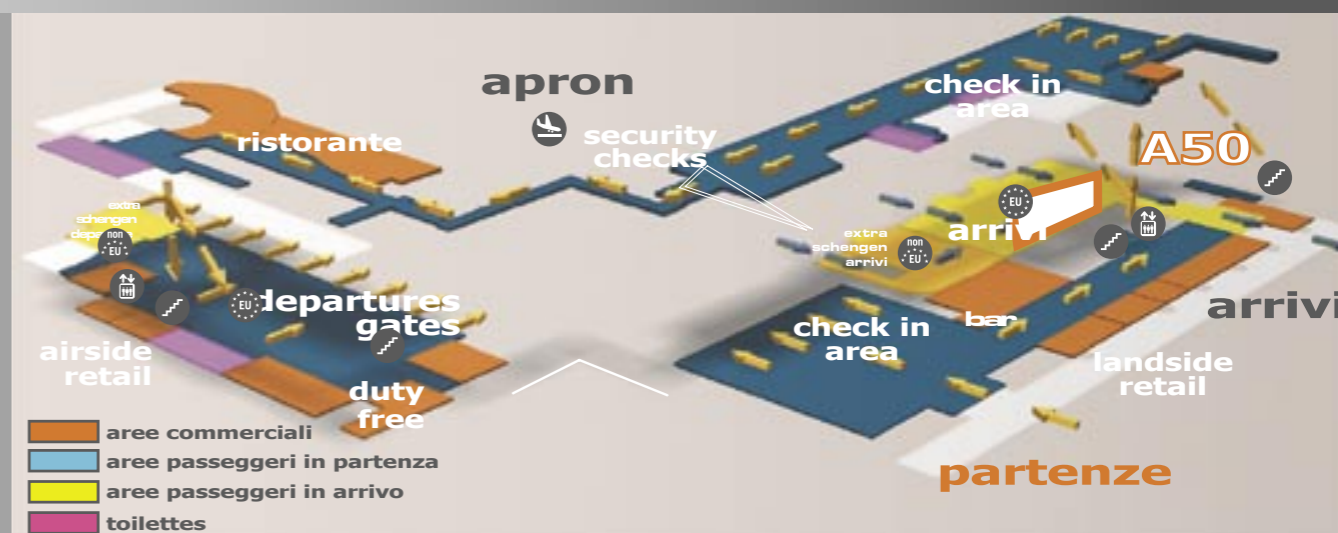 apron
check in
area
ristorante
security
checks
A50
extra
schengen
non
EU
EU
arrivi
extra
schengen
arrivi
non
EU
EU
departures
gates
check in
area
bar
arrivi
airside
retail
landside
retail
duty
free
aree commerciali
aree passeggeri in partenza
aree passeggeri in arrivo
toilettes
partenze